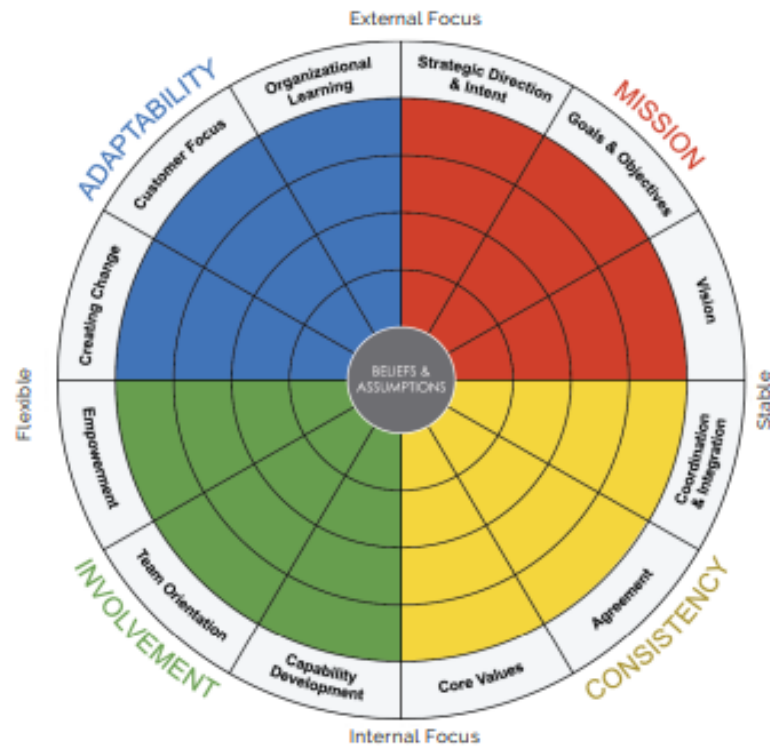 External Focus
ADAPTABILITY
Organizational
Learning
Strategic Direction
& Intent
MISSION
Customer Focus
Goals & Objectives
Creating Change
Vision
Flexible
BELIEFS &
ASSUMPTIONS
Stable
Empowerment
Coordination
& Integration
Team Orientation
Agreement
INVOLVEMENT
Capability
Development
Core Values
CONSISTENCY
Internal Focus